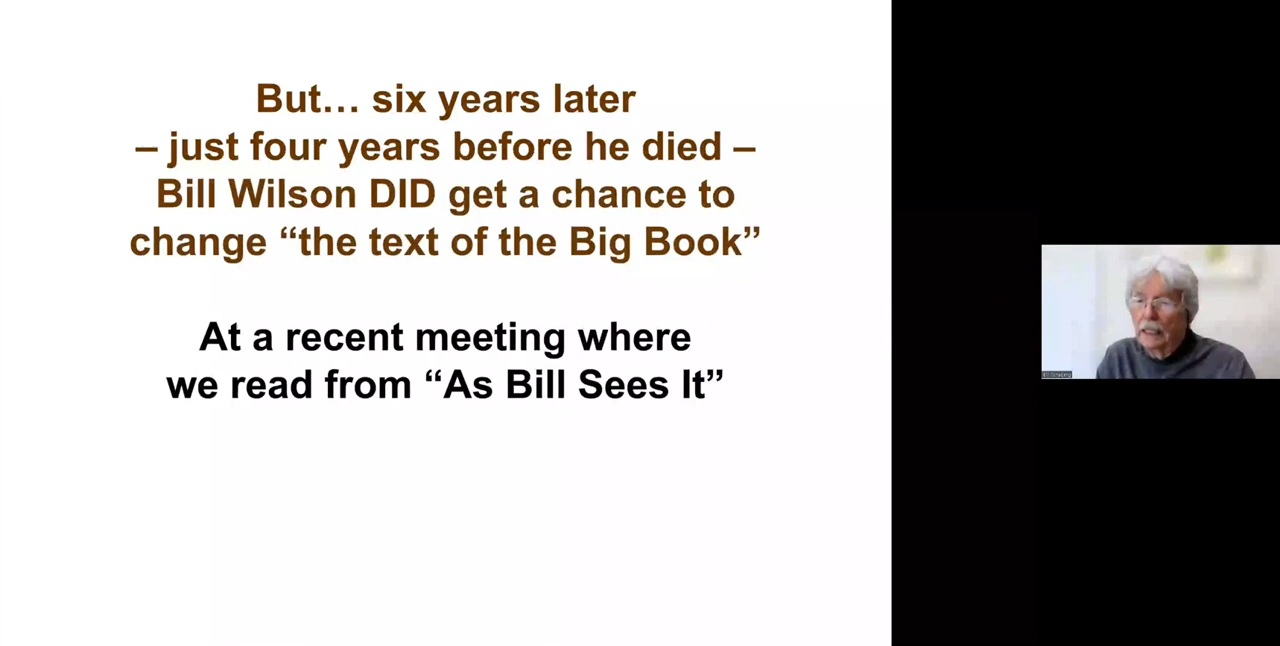 But… six years later
– just four years before he died –
Bill Wilson DID get a chance to
change “the text of the Big Book”
At a recent meeting where
we read from “As Bill Sees It”